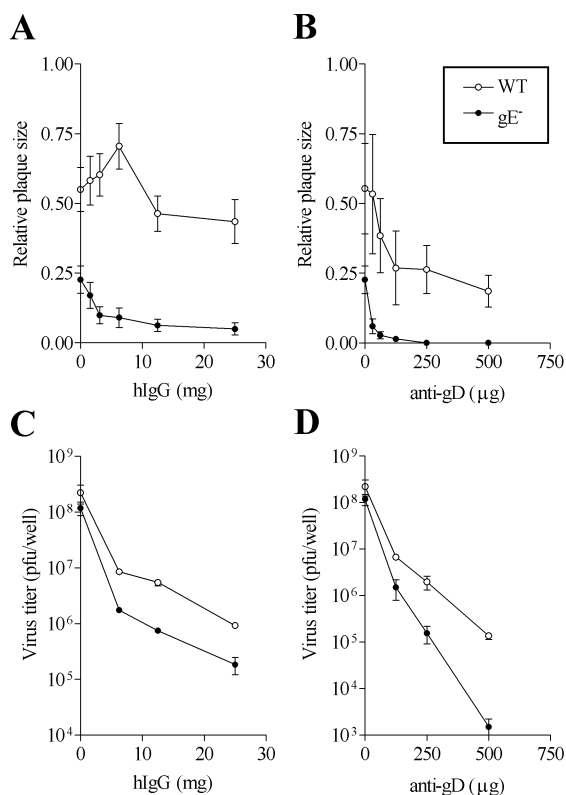 A
1.00
0.75
0.50
0.25
0.00
Relative plaque size
0
10
20
30
hIgG (mg)
B
1.00
0.75
0.50
0.25
0.00
Relative plaque size
0
250
500
750
anti-gD (μg)
WT
gE⁻
C
10⁹
10⁸
10⁷
10⁶
10⁵
10⁴
Virus titer (pfu/well)
0
10
20
30
hIgG (mg)
D
10⁹
10⁸
10⁷
10⁶
10⁵
10⁴
10³
Virus titer (pfu/well)
0
250
500
750
anti-gD (μg)